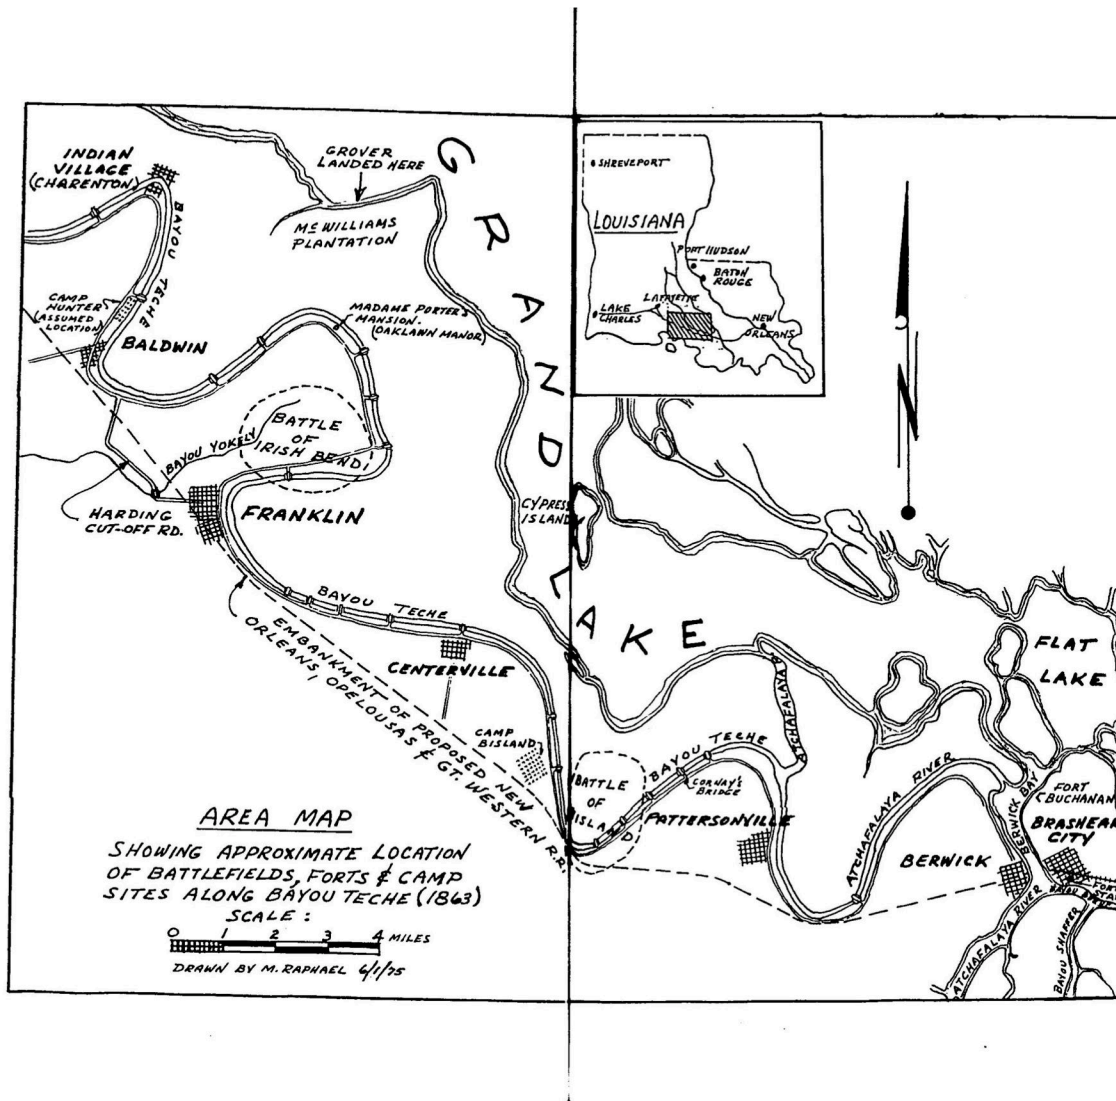 INDIAN
VILLAGE
(CHARENTON)
BAYOU TECHE
GROVER
LANDED HERE
McWILLIAMS
PLANTATION
GRAND LAKE
SHREVEPORT
LOUISIANA
PORT HUDSON
BATON
ROUGE
LAFAYETTE
LAKE
CHARLES
NEW
ORLEANS
N
CAMP
HUNTER
(ASSUMED
LOCATION)
BALDWIN
MADAME PORTER'S
MANSION-
(OAKLAWN MANOR)
BATTLE
OF
IRISH BEND
BAYOU YOKELY
HARDING
CUT-OFF RD.
FRANKLIN
CYPRESS
ISLAND
BAYOU TECHE
EMBANKMENT OF PROPOSED NEW
ORLEANS, OPELOUSAS & GT. WESTERN R.R.
CENTERVILLE
CAMP
BISLAND
BATTLE
OF
BISLAND
BAYOU TECHE
CORNAY'S
BRIDGE
PATTERSONVILLE
ATCHAFALAYA R.
ATCHAFALAYA RIVER
FLAT
LAKE
BERWICK BAY
FORT
BUCHANAN
BRASHEAR
CITY
BERWICK
FORT
ATCHAFALAYA RIVER
BAYOU SHAFFER
AREA MAP
SHOWING APPROXIMATE LOCATION
OF BATTLEFIELDS, FORTS & CAMP
SITES ALONG BAYOU TECHE (1863)
SCALE :
0 1 2 3 4 MILES
DRAWN BY M. RAPHAEL 6/1/75